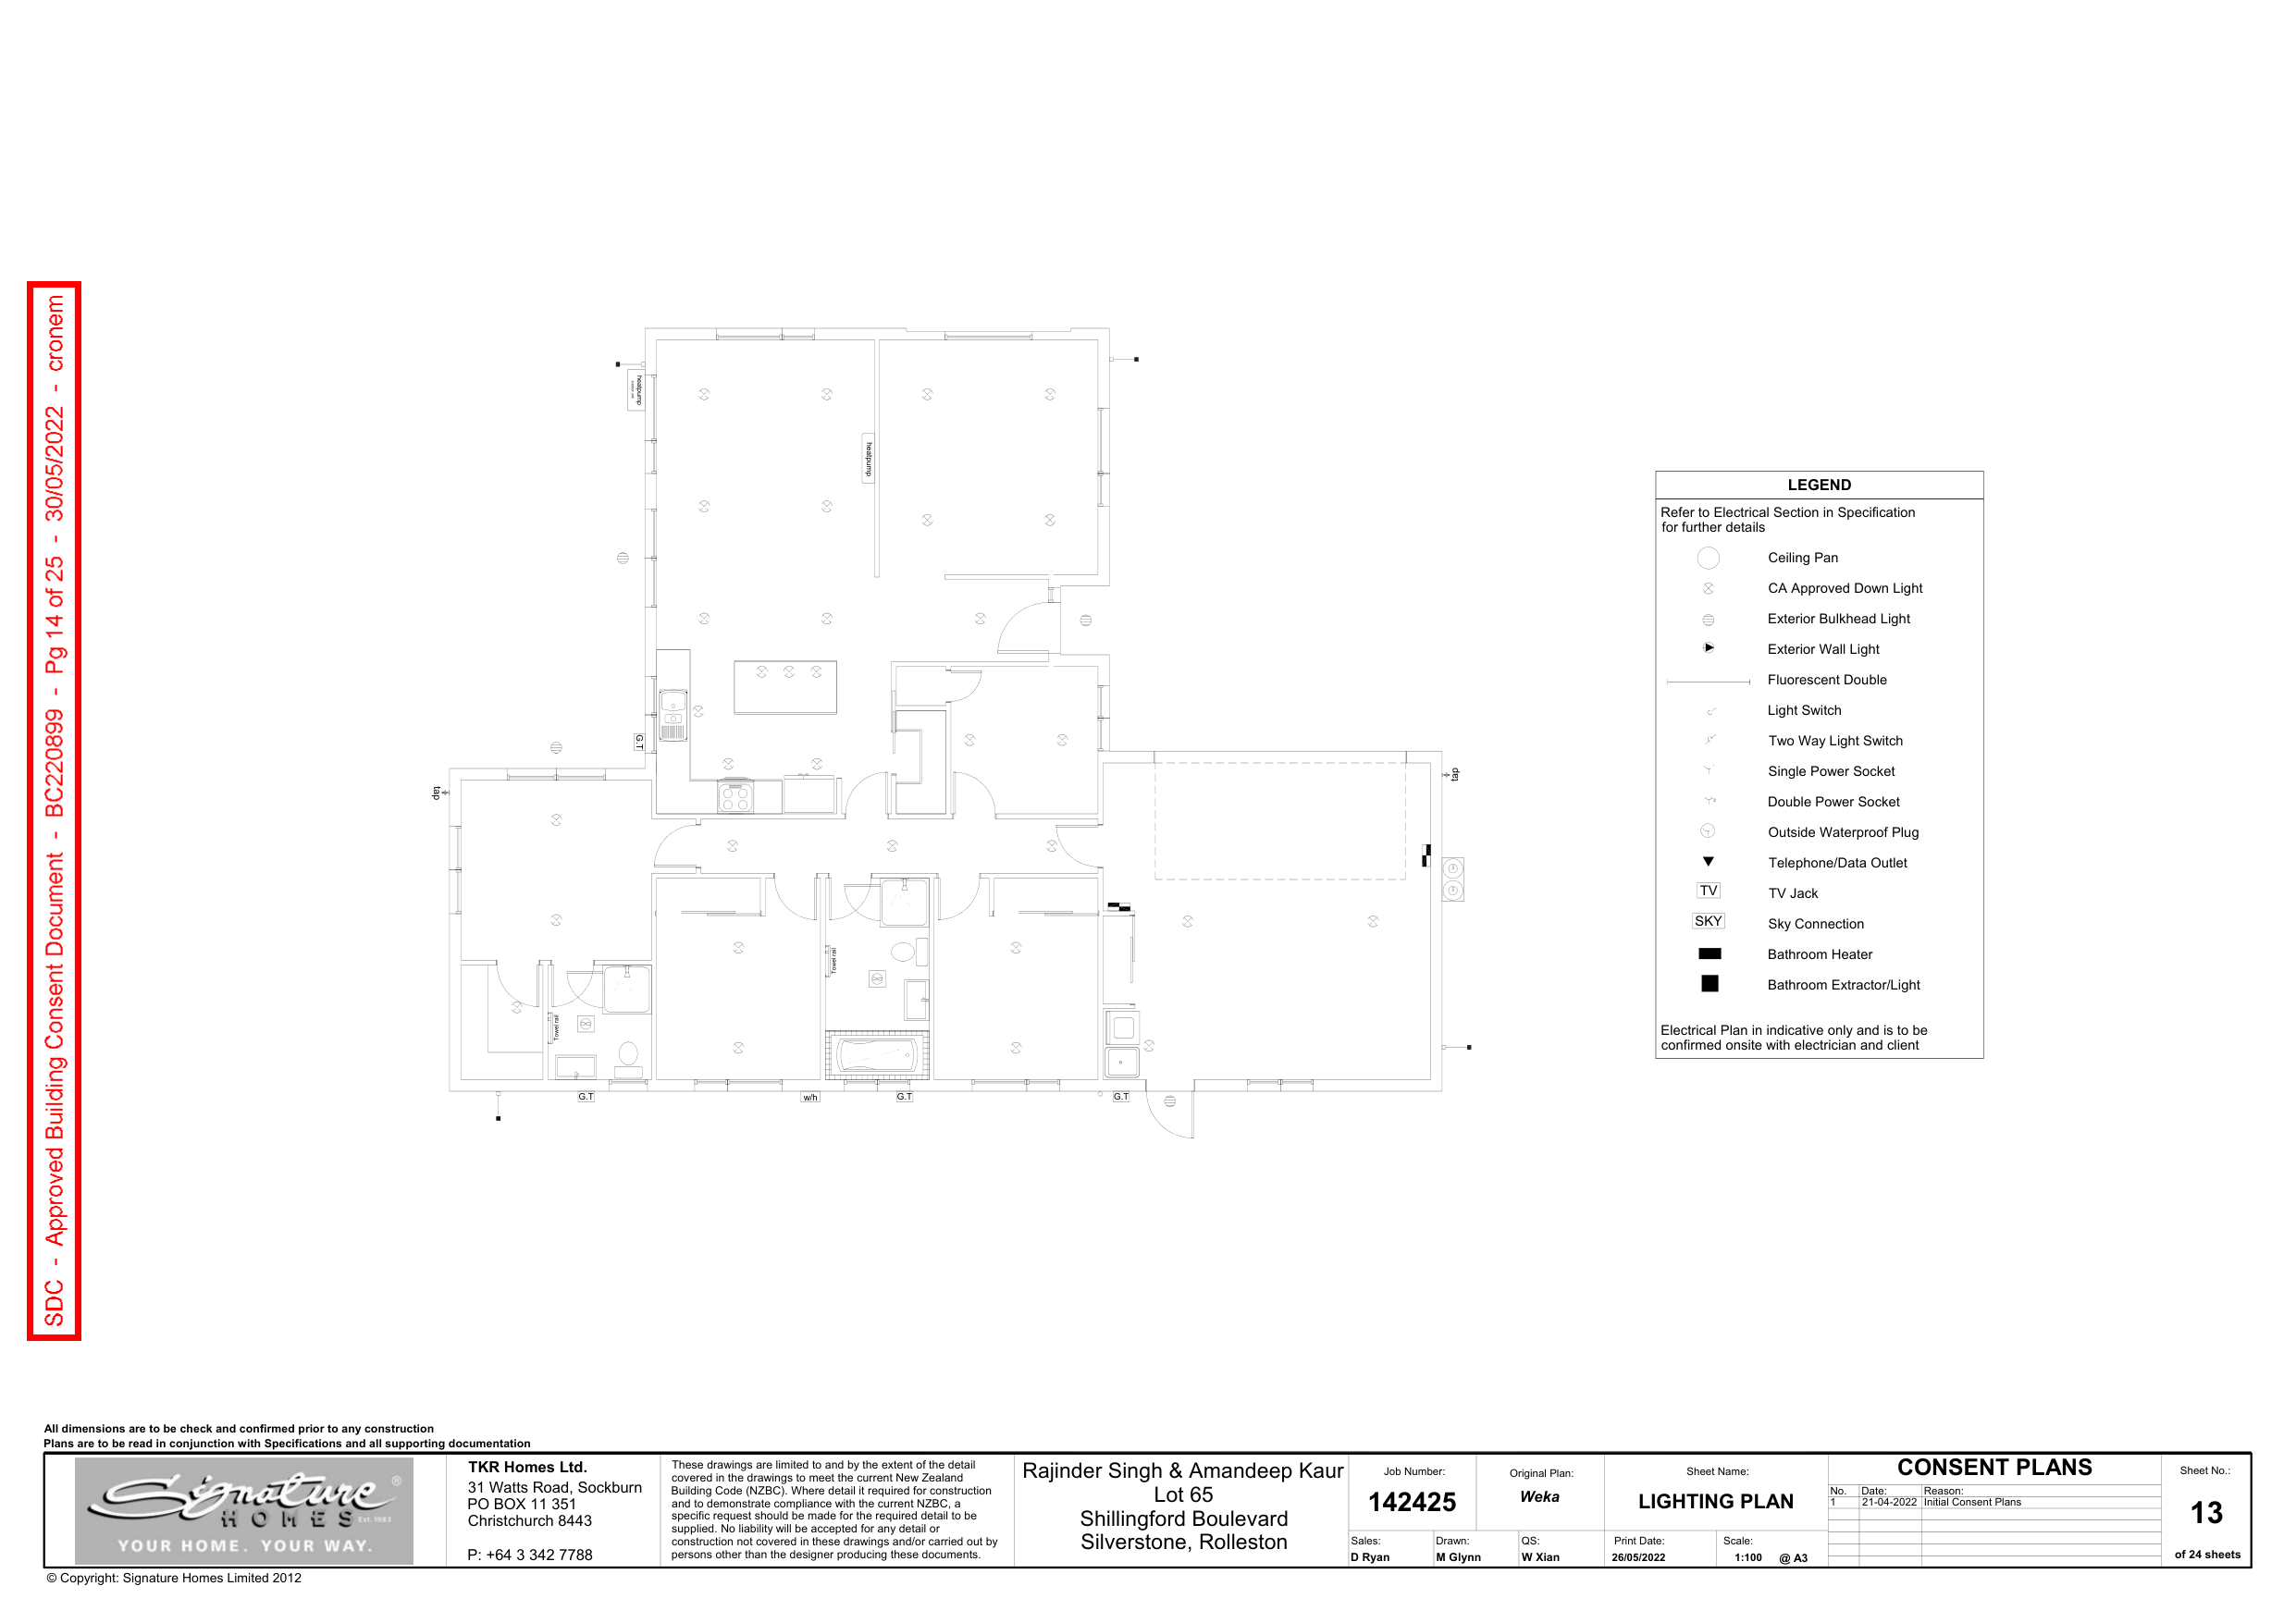 SDC - Approved Building Consent Document - BC220899 - Pg 14 of 25 - 30/05/2022 - cronem
heatpump
heatpump
G.T
tap
tap
Towel rail
Towel rail
G.T
w/h
G.T
G.T
LEGEND
Refer to Electrical Section in Specification
for further details
Ceiling Pan
CA Approved Down Light
Exterior Bulkhead Light
Exterior Wall Light
Fluorescent Double
Light Switch
Two Way Light Switch
Single Power Socket
Double Power Socket
Outside Waterproof Plug
Telephone/Data Outlet
TV TV Jack
SKY Sky Connection
Bathroom Heater
Bathroom Extractor/Light
Electrical Plan in indicative only and is to be
confirmed onsite with electrician and client
All dimensions are to be check and confirmed prior to any construction
Plans are to be read in conjunction with Specifications and all supporting documentation
Signature ®
HOMES Est. 1983
YOUR HOME. YOUR WAY.
TKR Homes Ltd.
31 Watts Road, Sockburn
PO BOX 11 351
Christchurch 8443
P: +64 3 342 7788
These drawings are limited to and by the extent of the detail
covered in the drawings to meet the current New Zealand
Building Code (NZBC). Where detail it required for construction
and to demonstrate compliance with the current NZBC, a
specific request should be made for the required detail to be
supplied. No liability will be accepted for any detail or
construction not covered in these drawings and/or carried out by
persons other than the designer producing these documents.
Rajinder Singh & Amandeep Kaur
Lot 65
Shillingford Boulevard
Silverstone, Rolleston
Job Number:
142425
Original Plan:
Weka
Sales:
D Ryan
Drawn:
M Glynn
QS:
W Xian
Sheet Name:
LIGHTING PLAN
Print Date:
26/05/2022
Scale:
1:100 @ A3
CONSENT PLANS
No. Date: Reason:
1 21-04-2022 Initial Consent Plans
Sheet No.:
13
of 24 sheets
© Copyright: Signature Homes Limited 2012